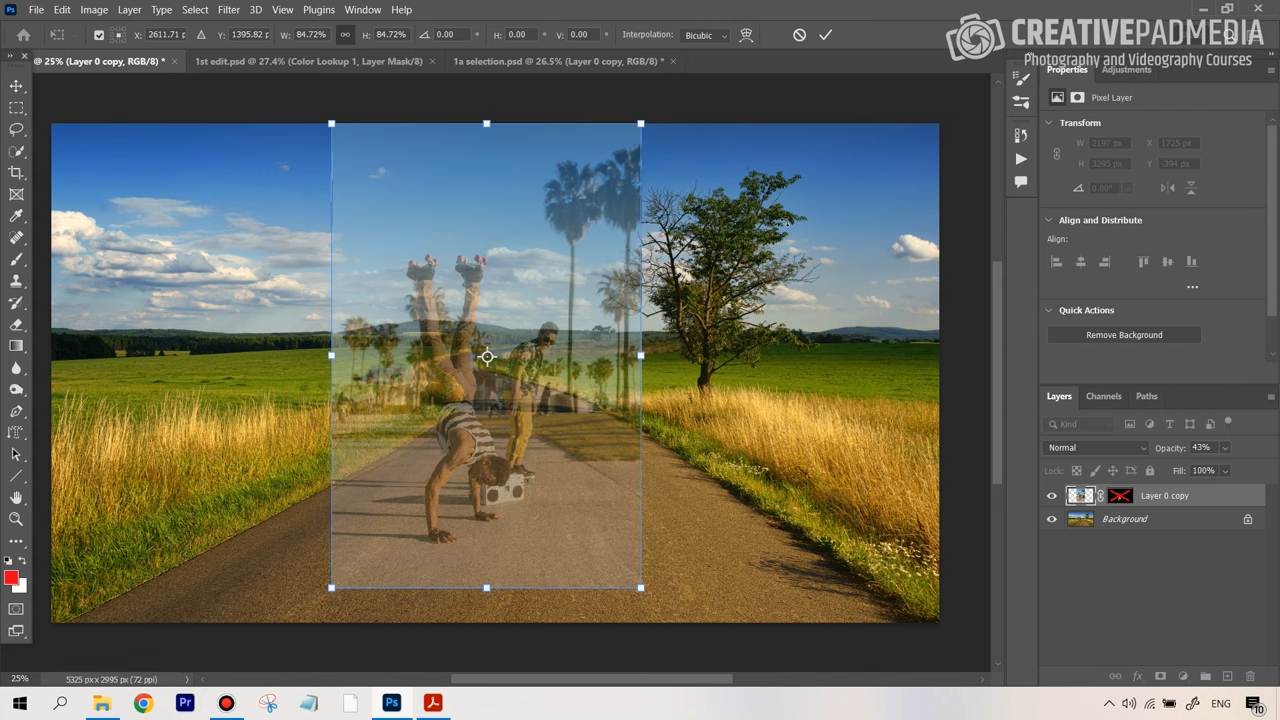 Ps File Edit Image Layer Type Select Filter 3D View Plugins Window Help
X: 2611.71 Y: 1395.82 W: 84.72% H: 84.72% 0.00 H: 0.00 V: 0.00 Interpolation: Bicubic
CREATIVEPADMEDIA
Photography and Videography Courses
@ 25% (Layer 0 copy, RGB/8) * × 1st edit.psd @ 27.4% (Color Lookup 1, Layer Mask/8) × 1a selection.psd @ 26.5% (Layer 0 copy, RGB/8) * ×
Properties Adjustments
Pixel Layer
Transform
W 2197 px X 1725 px
H 3295 px Y -394 px
0.00°
Align and Distribute
Align:
Quick Actions
Remove Background
Layers Channels Paths
Kind
Normal Opacity: 43%
Lock: Fill: 100%
Layer 0 copy
Background
25% 5325 px x 2995 px (72 ppi)
Pr Ps ENG 10